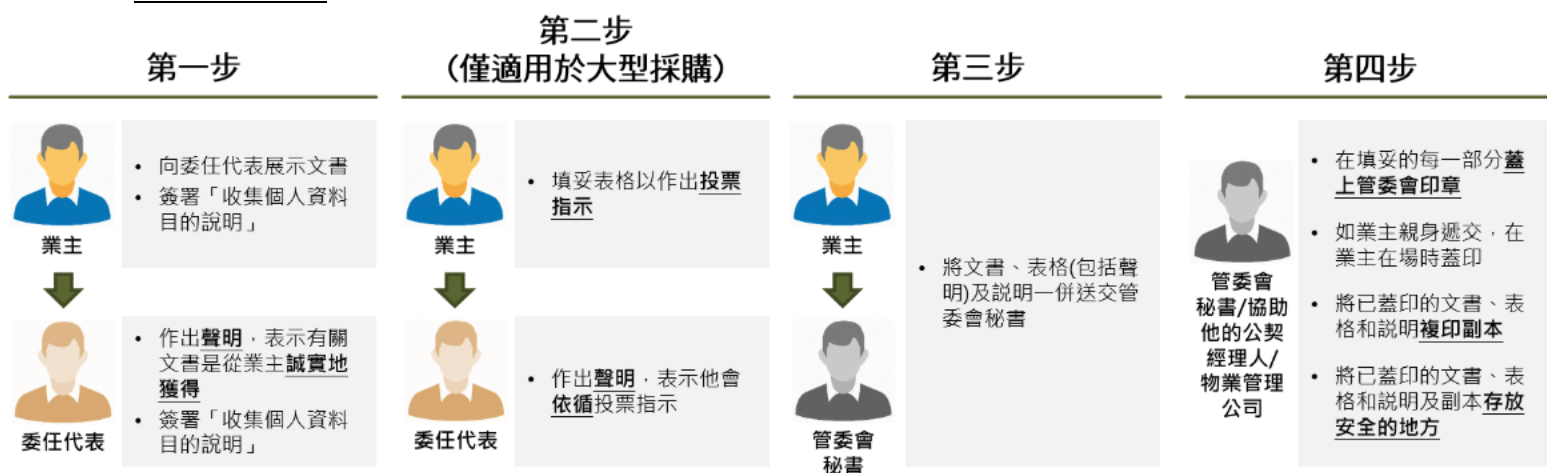 第一步
向委任代表展示文書
簽署「收集個人資料
目的說明」
業主
作出聲明，表示有關
文書是從業主誠實地
獲得
簽署「收集個人資料
目的說明」
委任代表
第二步
（僅適用於大型採購）
填妥表格以作出投票
指示
業主
作出聲明，表示他會
依循投票指示
委任代表
第三步
業主
將文書、表格(包括聲
明)及説明一併送交管
委會秘書
管委會
秘書
第四步
管委會
秘書/協助
他的公契
經理人/
物業管理
公司
在填妥的每一部分蓋
上管委會印章
如業主親身遞交，在
業主在場時蓋印
將已蓋印的文書、表
格和説明複印副本
將已蓋印的文書、表
格和説明及副本存放
安全的地方